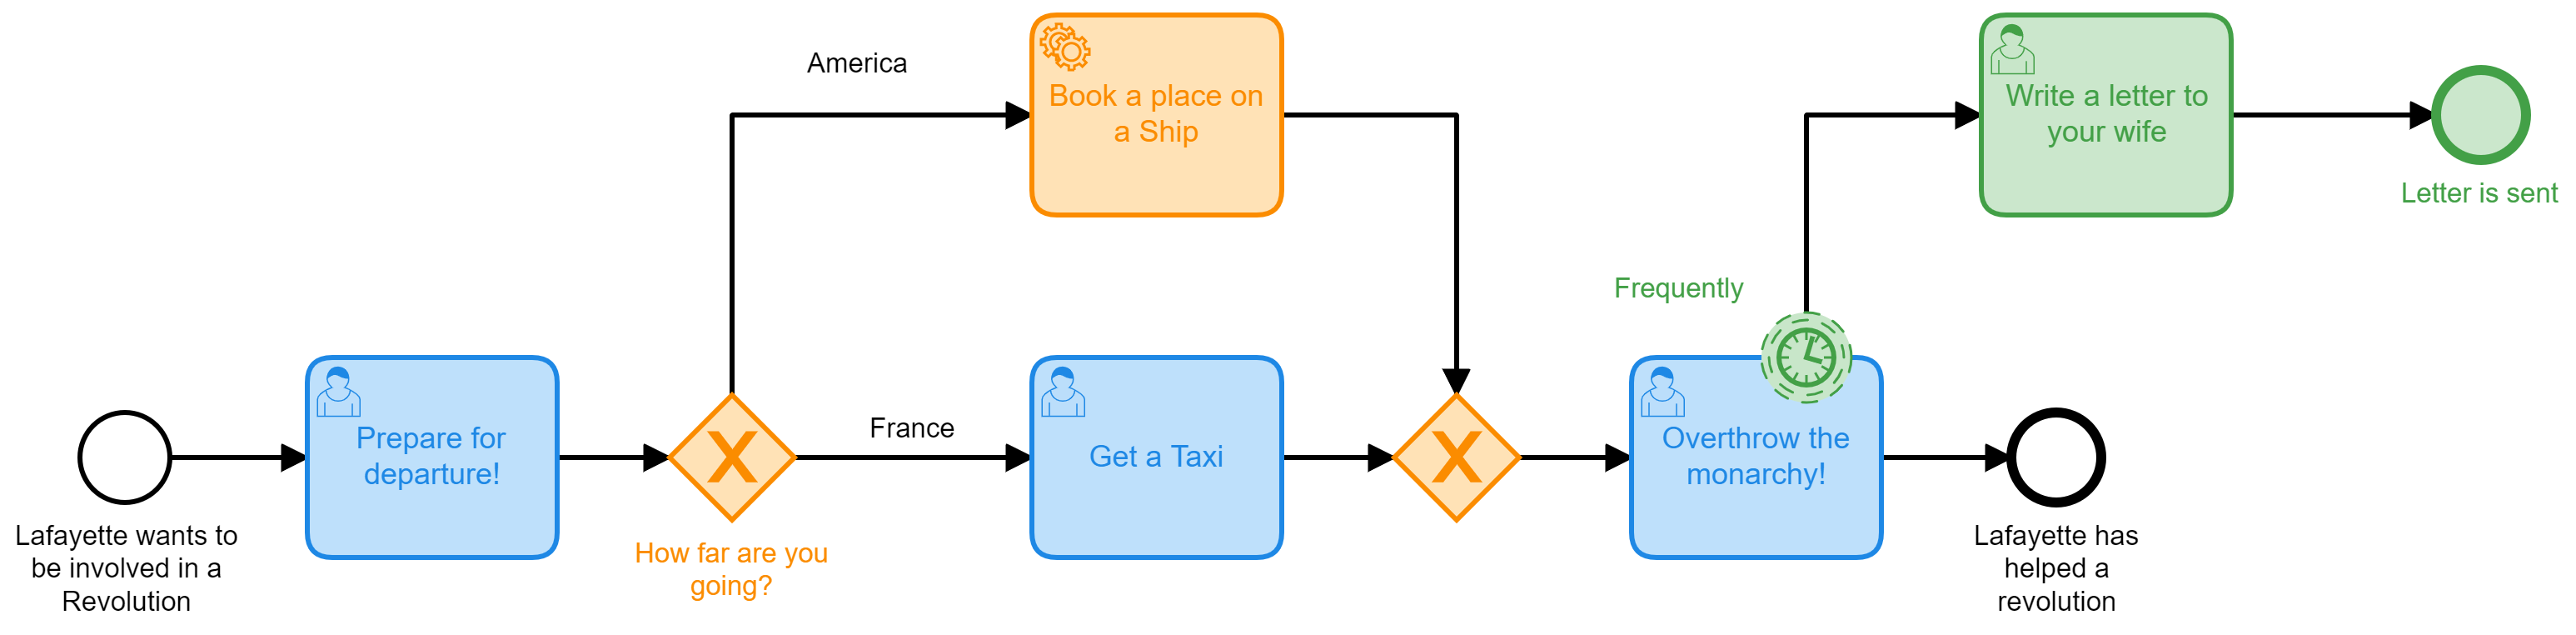 Lafayette wants to
be involved in a
Revolution
Prepare for
departure!
How far are you
going?
America
Book a place on
a Ship
France
Get a Taxi
Frequently
Overthrow the
monarchy!
Write a letter to
your wife
Letter is sent
Lafayette has
helped a
revolution